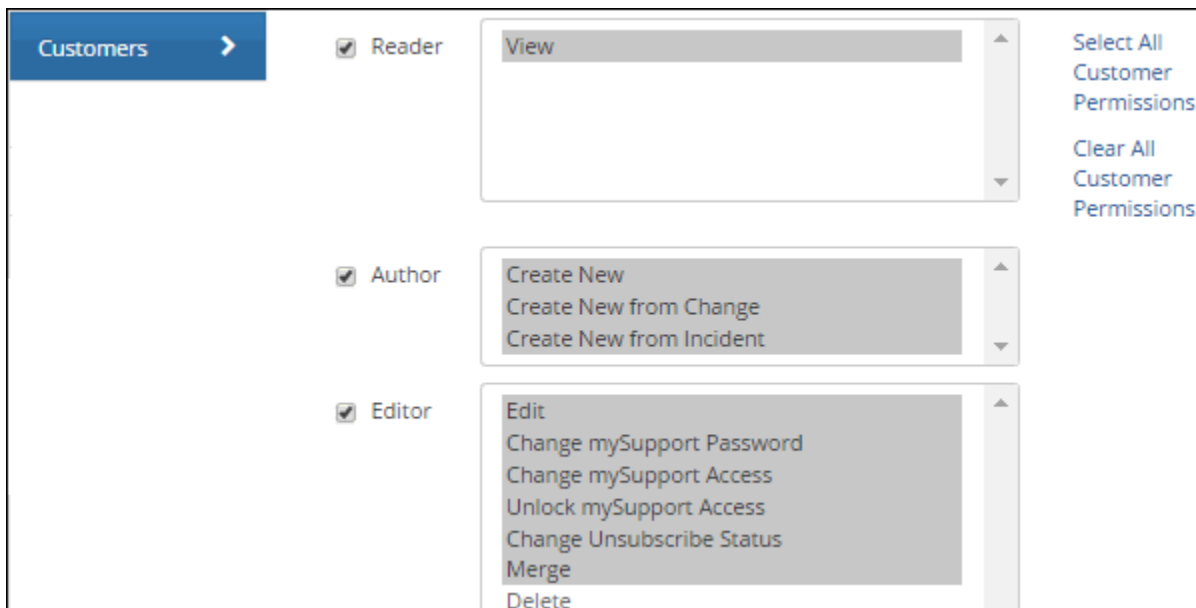 Customers
Reader
View
Select All
Customer
Permissions
Clear All
Customer
Permissions
Author
Create New
Create New from Change
Create New from Incident
Editor
Edit
Change mySupport Password
Change mySupport Access
Unlock mySupport Access
Change Unsubscribe Status
Merge
Delete